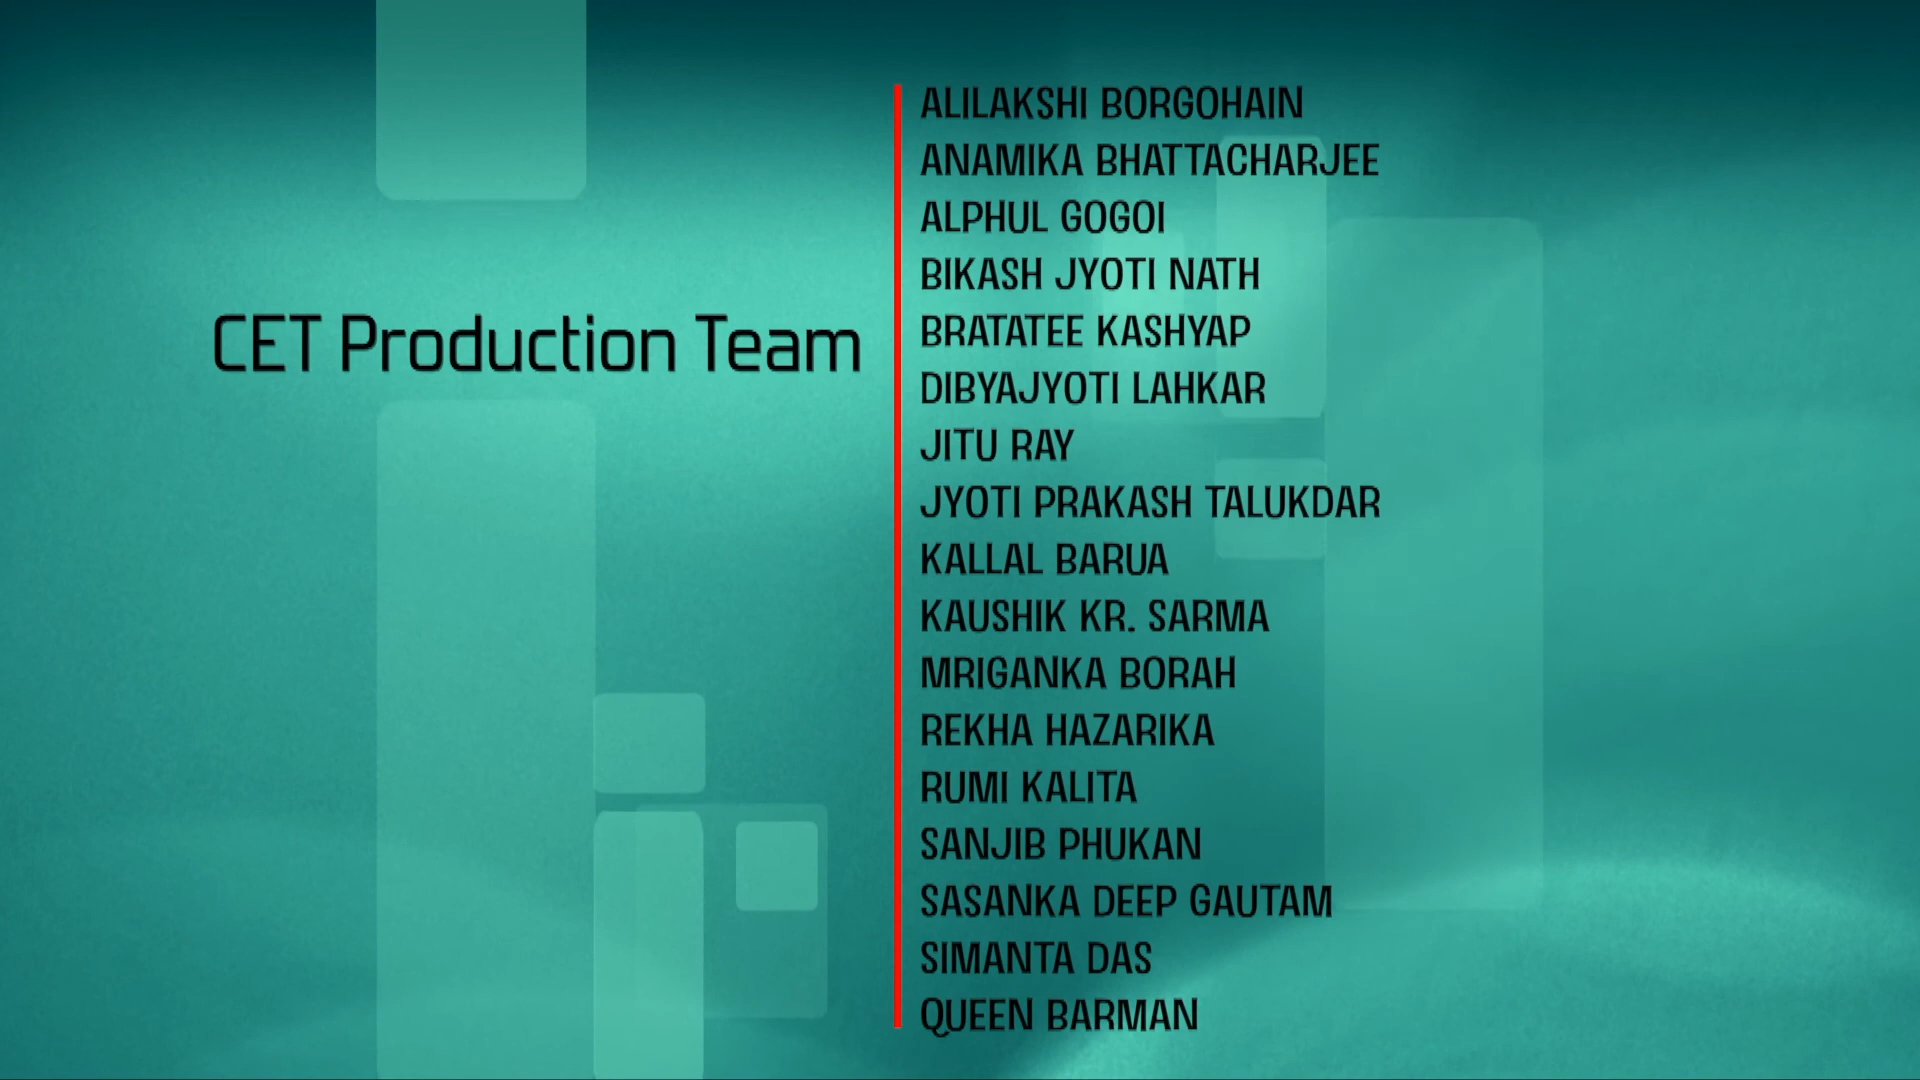 CET Production Team
ALILAKSHI BORGOHAIN
ANAMIKA BHATTACHARJEE
ALPHUL GOGOI
BIKASH JYOTI NATH
BRATATEE KASHYAP
DIBYAJYOTI LAHKAR
JITU RAY
JYOTI PRAKASH TALUKDAR
KALLAL BARUA
KAUSHIK KR. SARMA
MRIGANKA BORAH
REKHA HAZARIKA
RUMI KALITA
SANJIB PHUKAN
SASANKA DEEP GAUTAM
SIMANTA DAS
QUEEN BARMAN